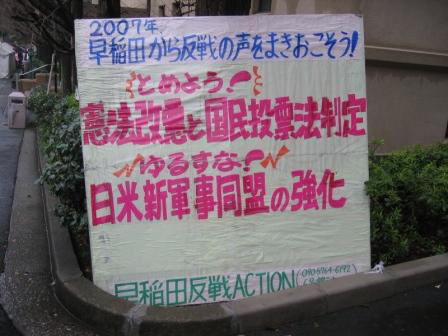 2007年
早稲田から反戦の声をまきおこそう!
とめよう!
憲法改悪と国民投票法制定
ゆるすな!
日米新軍事同盟の強化
早稲田反戦ACTION